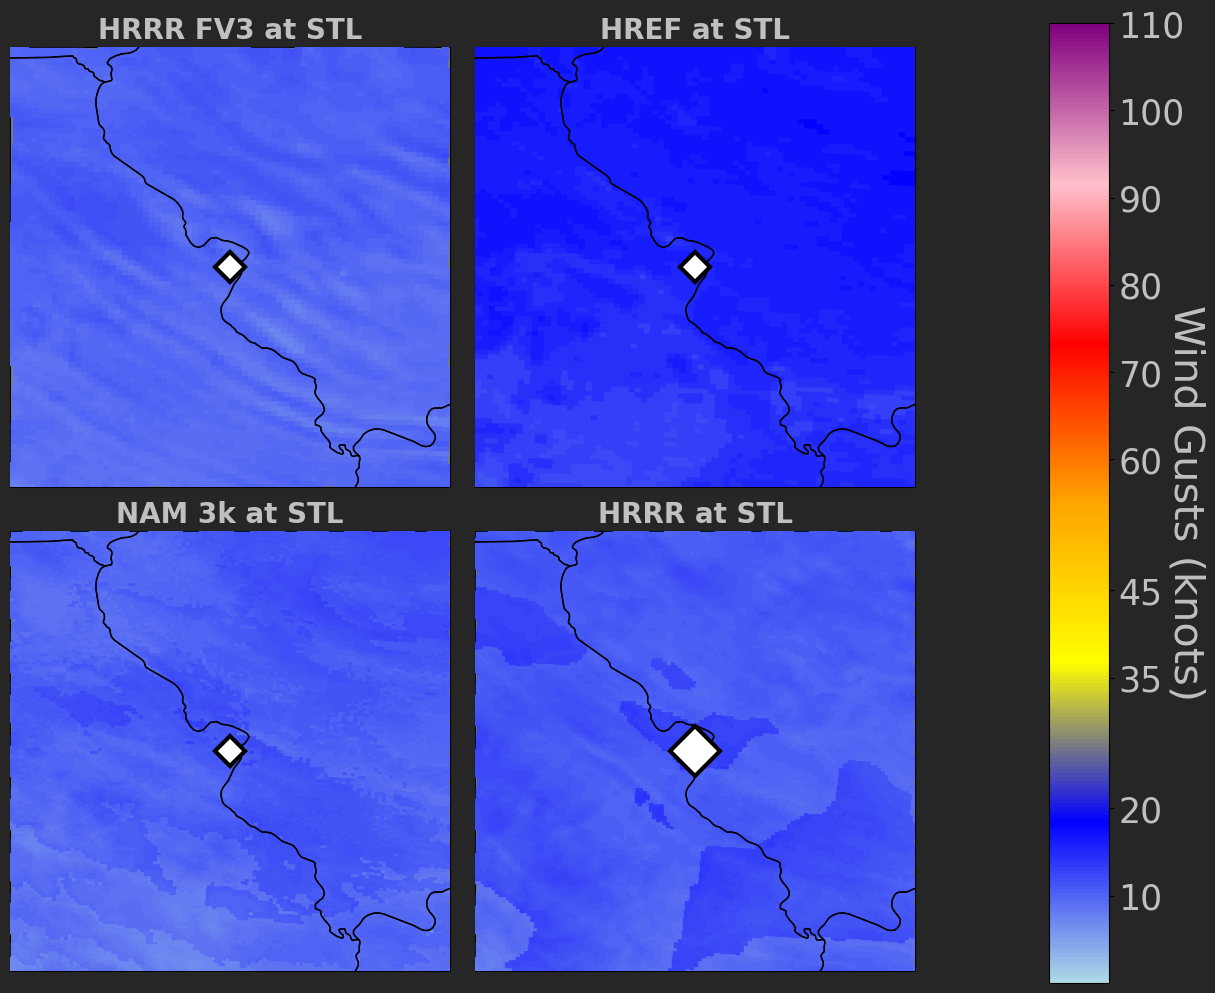 HRRR FV3 at STL
HREF at STL
NAM 3k at STL
HRRR at STL
110
100
90
80
70
60
45
35
20
10
Wind Gusts (knots)